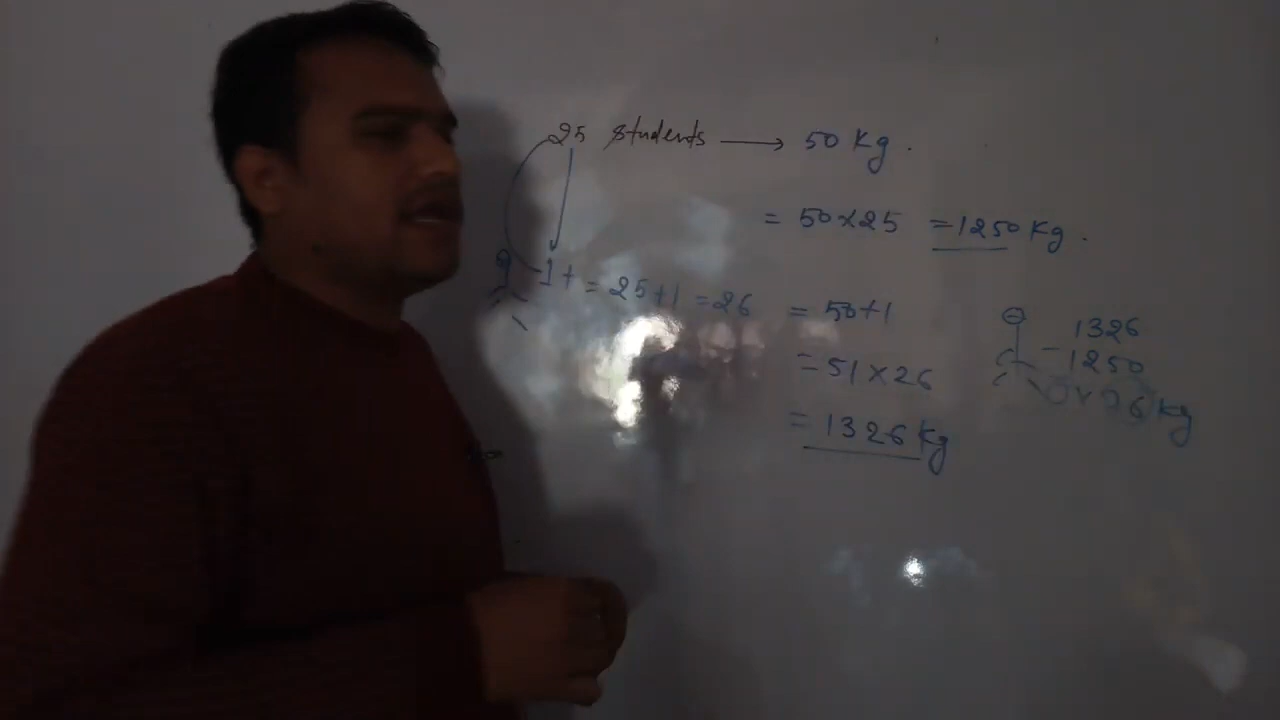 25 students → 50 Kg.
= 50×25 = 1250 Kg.
1+ = 25+1 = 26
= 50+1
= 51×26
= 1326 Kg
1326
-1250
6 Kg